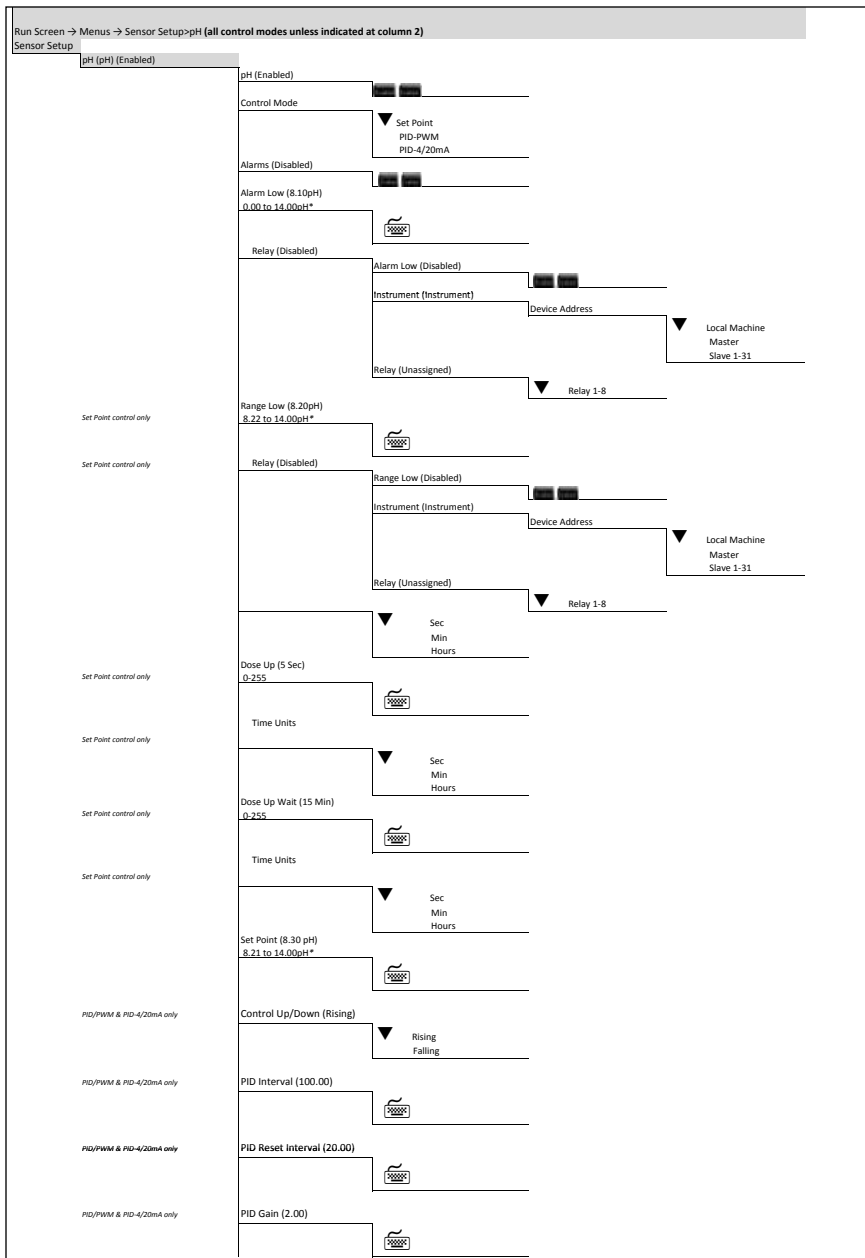 Run Screen → Menus → Sensor Setup>pH (all control modes unless indicated at column 2)
Sensor Setup
pH (pH) (Enabled)
pH (Enabled)
Control Mode
▼ Set Point
PID-PWM
PID-4/20mA
Alarms (Disabled)
Alarm Low (8.10pH)
0.00 to 14.00pH*
Relay (Disabled)
Alarm Low (Disabled)
Instrument (Instrument)
Device Address
▼ Local Machine
Master
Slave 1-31
Relay (Unassigned)
▼ Relay 1-8
Range Low (8.20pH)
Set Point control only 8.22 to 14.00pH*
Set Point control only Relay (Disabled)
Range Low (Disabled)
Instrument (Instrument)
Device Address
▼ Local Machine
Master
Slave 1-31
Relay (Unassigned)
▼ Relay 1-8
▼ Sec
Min
Hours
Dose Up (5 Sec)
Set Point control only 0-255
Time Units
Set Point control only
▼ Sec
Min
Hours
Dose Up Wait (15 Min)
Set Point control only 0-255
Time Units
Set Point control only
▼ Sec
Min
Hours
Set Point (8.30 pH)
8.21 to 14.00pH*
PID/PWM & PID-4/20mA only Control Up/Down (Rising)
▼ Rising
Falling
PID/PWM & PID-4/20mA only PID Interval (100.00)
PID/PWM & PID-4/20mA only PID Reset Interval (20.00)
PID/PWM & PID-4/20mA only PID Gain (2.00)